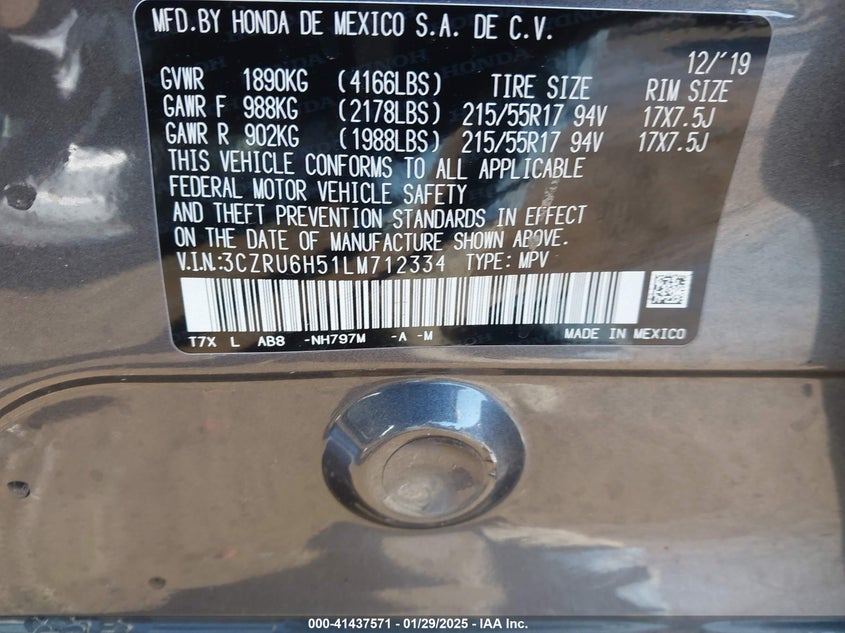 MFD.BY HONDA DE MEXICO S.A. DE C.V.
12/'19
GVWR 1890KG (4166LBS) TIRE SIZE RIM SIZE
GAWR F 988KG (2178LBS) 215/55R17 94V 17X7.5J
GAWR R 902KG (1988LBS) 215/55R17 94V 17X7.5J
THIS VEHICLE CONFORMS TO ALL APPLICABLE
FEDERAL MOTOR VEHICLE SAFETY
AND THEFT PREVENTION STANDARDS IN EFFECT
ON THE DATE OF MANUFACTURE SHOWN ABOVE.
V.I.N.:3CZRU6H51LM712334 TYPE: MPV
T7X L AB8 -NH797M -A -M MADE IN MEXICO
000-41437571 / 01/29/2025 - IAA Inc.